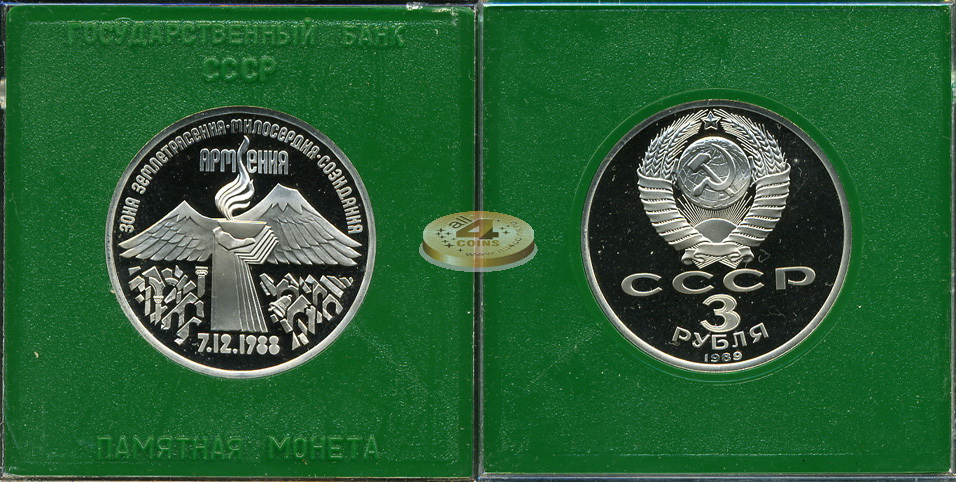 ГОСУДАРСТВЕННЫЙ БАНК
СССР
ЗОНА ЗЕМЛЕТРЯСЕНИЯ·МИЛОСЕРДИЯ·СОЗИДАНИЯ
АРМЕНИЯ
7.12.1988
ПАМЯТНАЯ МОНЕТА
all
4
COINS
СССР
3
РУБЛЯ
1989